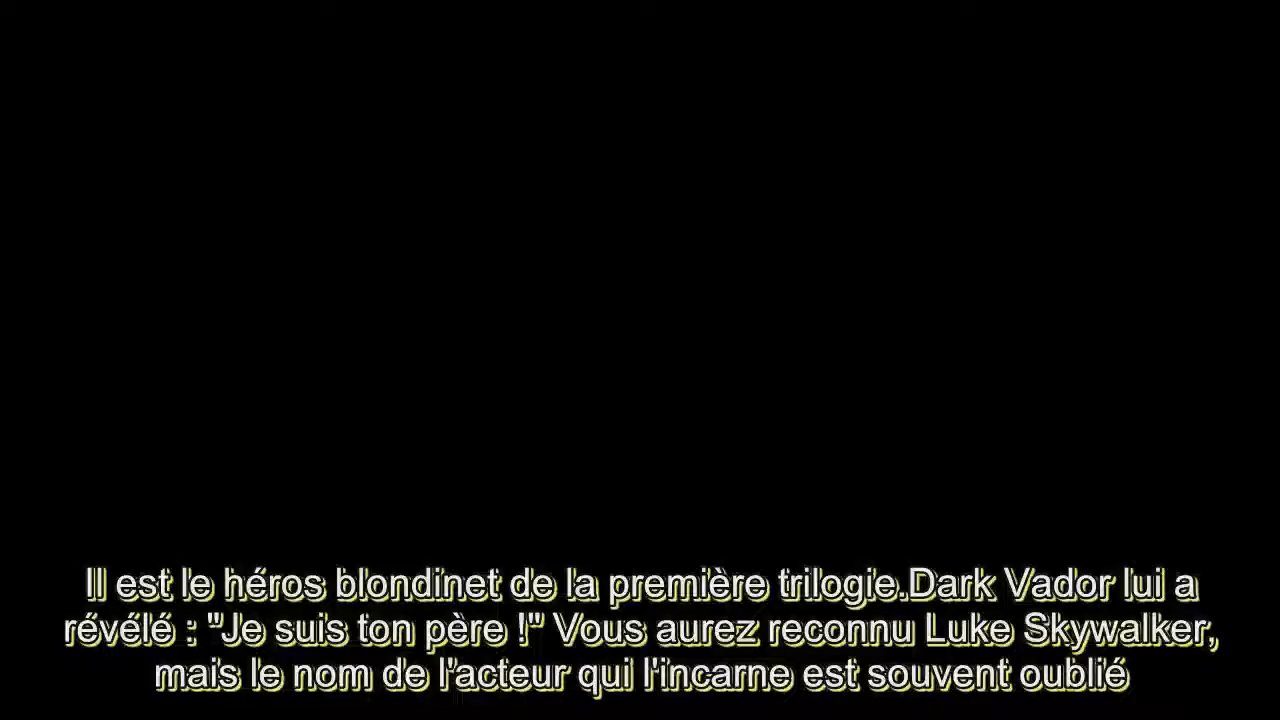 Il est le héros blondinet de la première trilogie.Dark Vador lui a
révélé : "Je suis ton père !" Vous aurez reconnu Luke Skywalker,
mais le nom de l'acteur qui l'incarne est souvent oublié